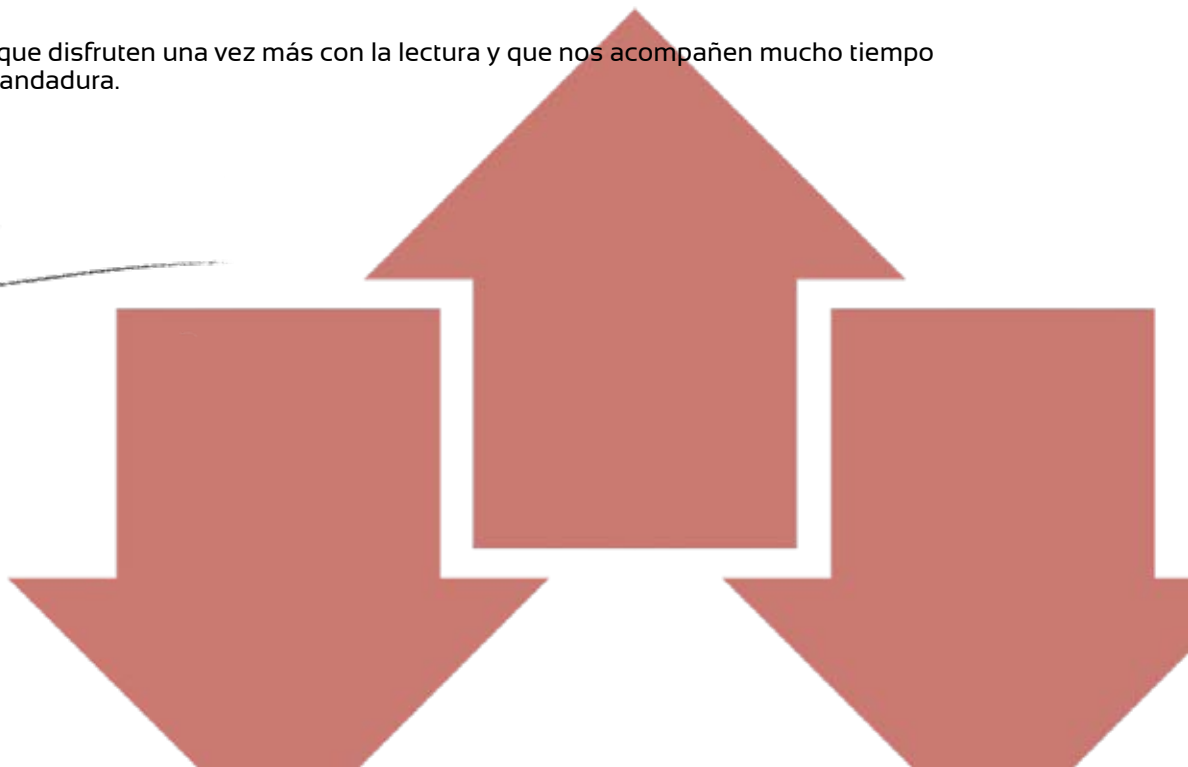 que disfruten una vez más con la lectura y que nos acompañen mucho tiempo
andadura.